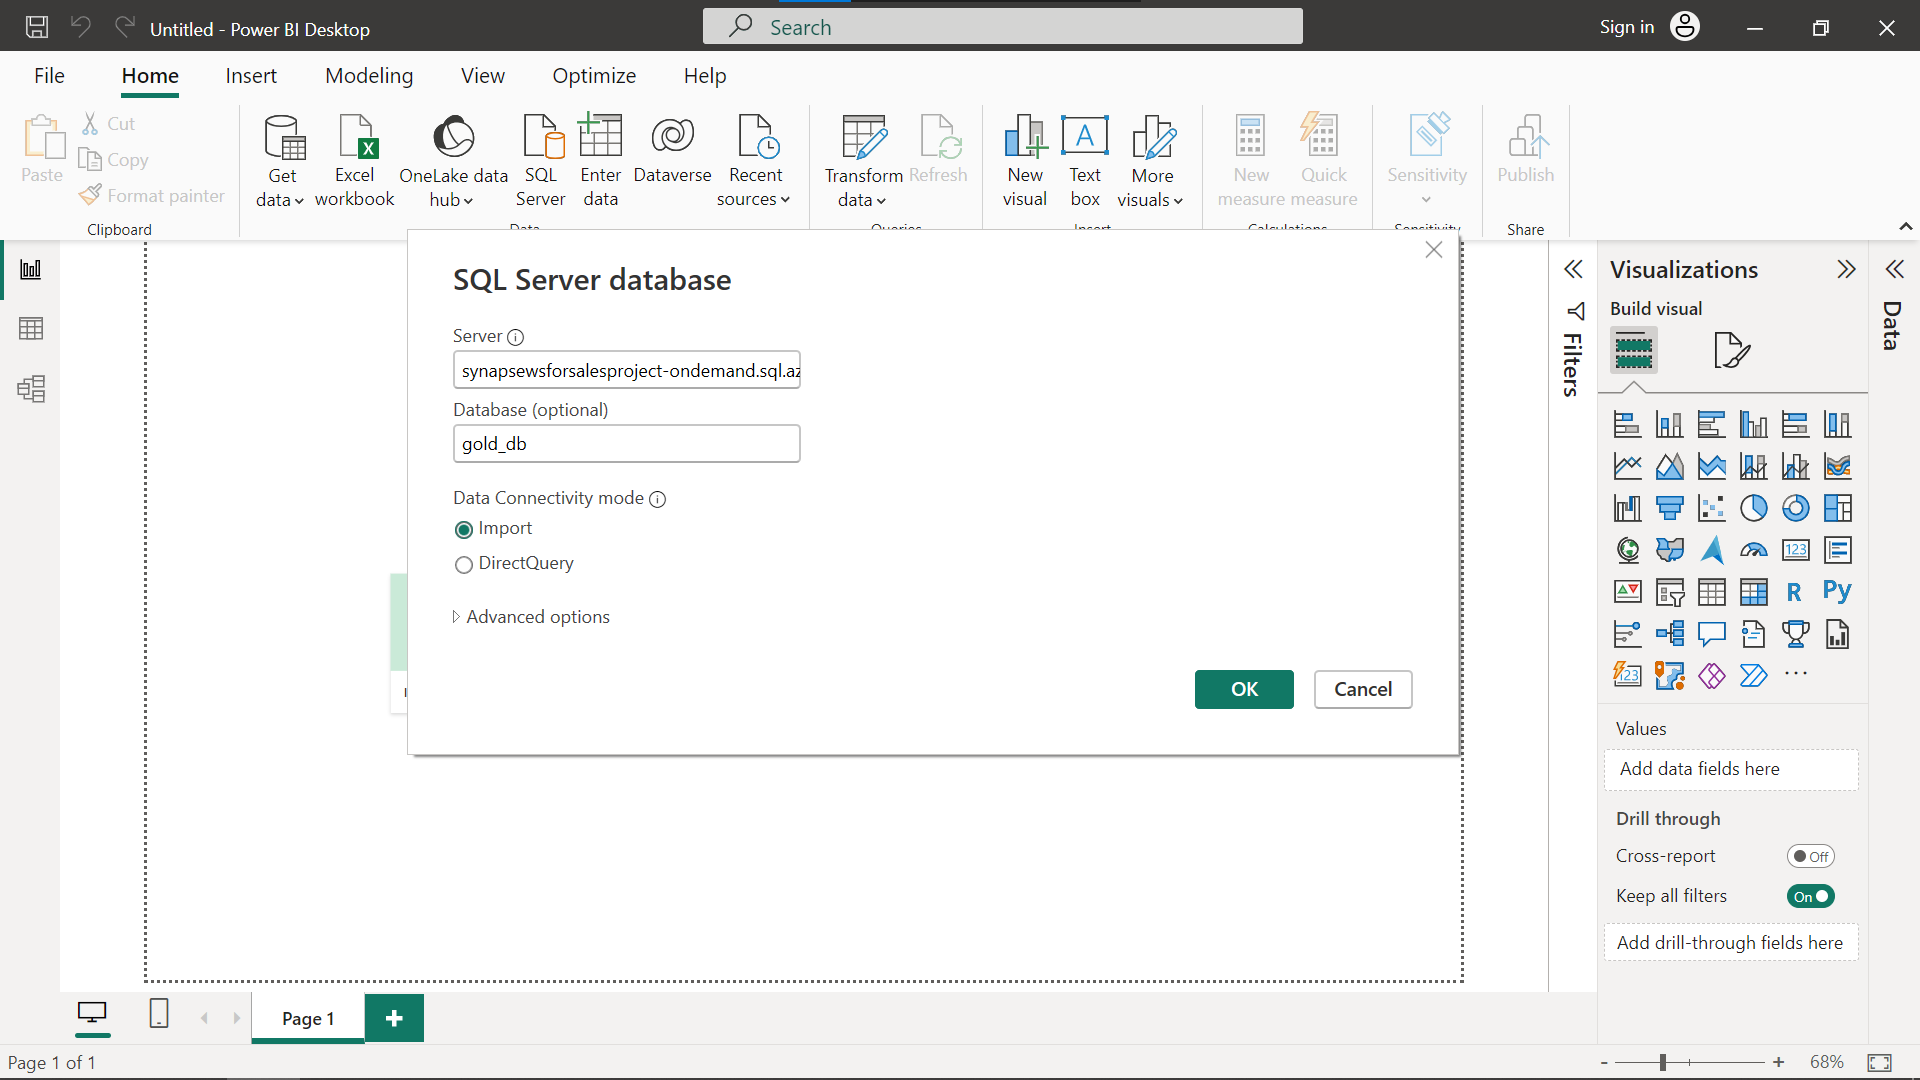 Untitled - Power BI Desktop
Search
Sign in
File
Home
Insert
Modeling
View
Optimize
Help
Paste
Cut
Copy
Format painter
Clipboard
Get data
Excel workbook
OneLake data hub
SQL Server
Enter data
Dataverse
Recent sources
Data
Transform data
Refresh
Queries
New visual
Text box
More visuals
Insert
New measure
Quick measure
Calculations
Sensitivity
Sensitivity
Publish
Share
SQL Server database
Server
synapsewsforsalesproject-ondemand.sql.az
Database (optional)
gold_db
Data Connectivity mode
Import
DirectQuery
Advanced options
OK
Cancel
Filters
Visualizations
Build visual
123
R
Py
123
Values
Add data fields here
Drill through
Cross-report
Off
Keep all filters
On
Add drill-through fields here
Data
Page 1
Page 1 of 1
68%